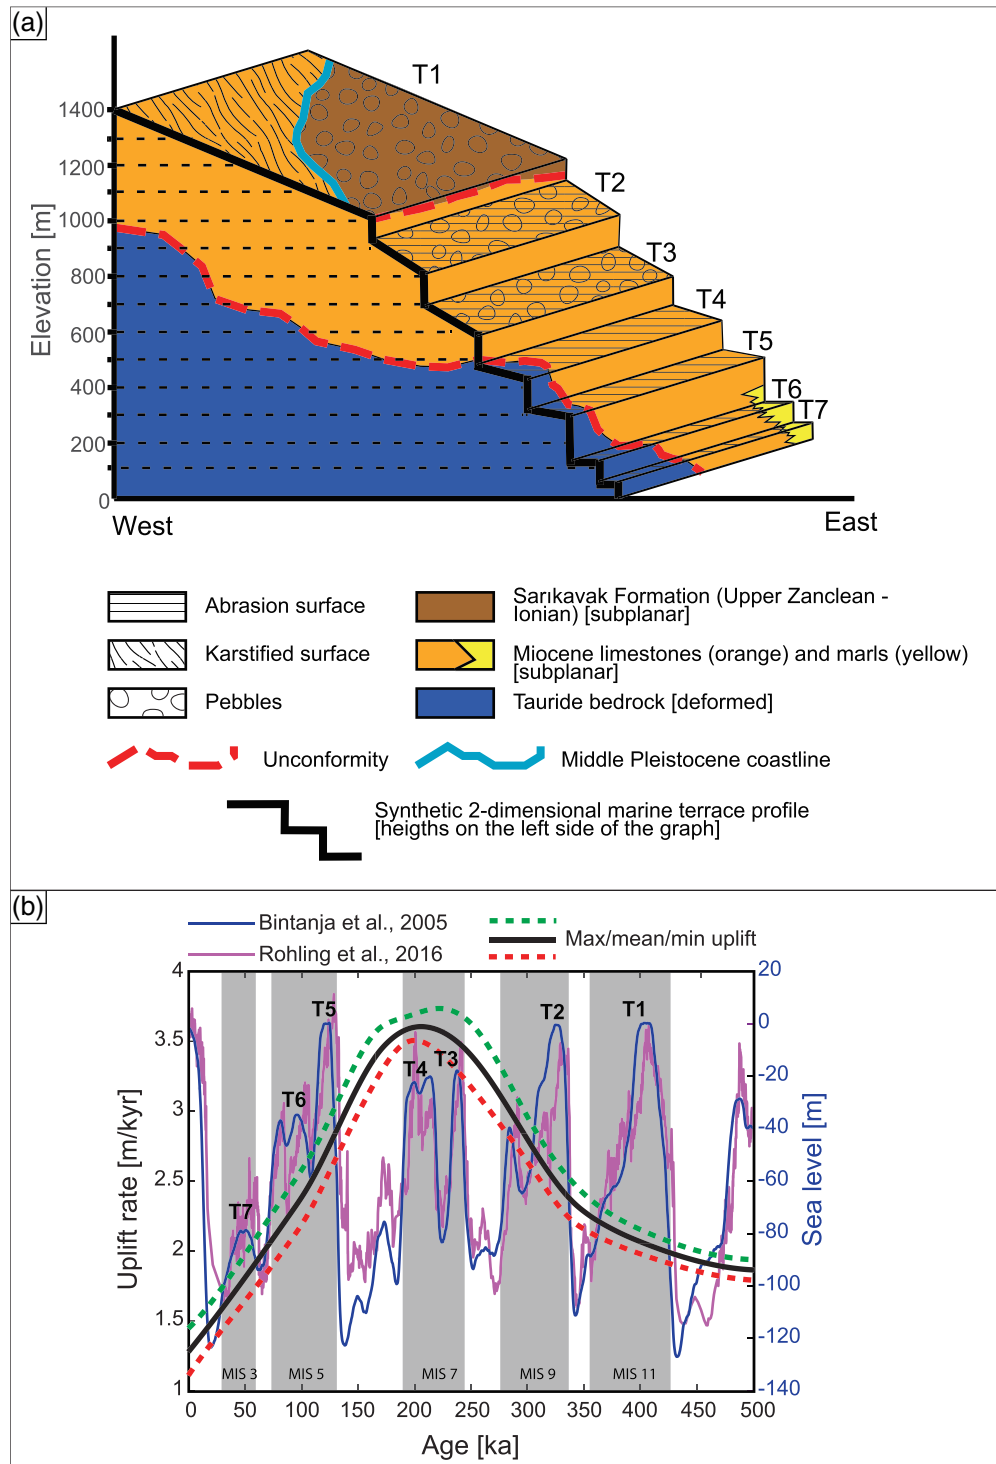 (a)
T1
T2
T3
T4
T5
T6
T7
1400
1200
1000
800
600
400
200
0
Elevation [m]
West
East
Abrasion surface
Karstified surface
Pebbles
Sarıkavak Formation (Upper Zanclean -
Ionian) [subplanar]
Miocene limestones (orange) and marls (yellow)
[subplanar]
Tauride bedrock [deformed]
Unconformity
Middle Pleistocene coastline
Synthetic 2-dimensional marine terrace profile
[heigths on the left side of the graph]
(b)
Bintanja et al., 2005
Rohling et al., 2016
Max/mean/min uplift
4
3.5
3
2.5
2
1.5
1
Uplift rate [m/kyr]
20
0
-20
-40
-60
-80
-100
-120
-140
Sea level [m]
T7
T6
T5
T4
T3
T2
T1
MIS 3
MIS 5
MIS 7
MIS 9
MIS 11
0
50
100
150
200
250
300
350
400
450
500
Age [ka]